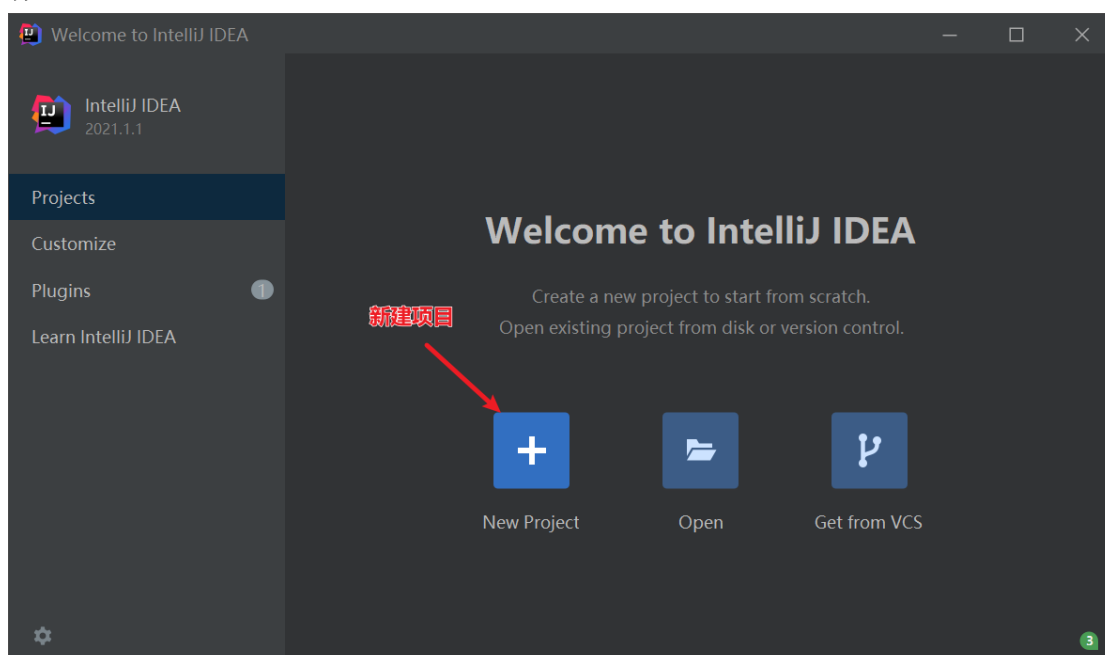 Welcome to IntelliJ IDEA
IntelliJ IDEA
2021.1.1
Projects
Customize
Plugins 1
Learn IntelliJ IDEA
Welcome to IntelliJ IDEA
Create a new project to start from scratch.
Open existing project from disk or version control.
新建项目
New Project
Open
Get from VCS
3